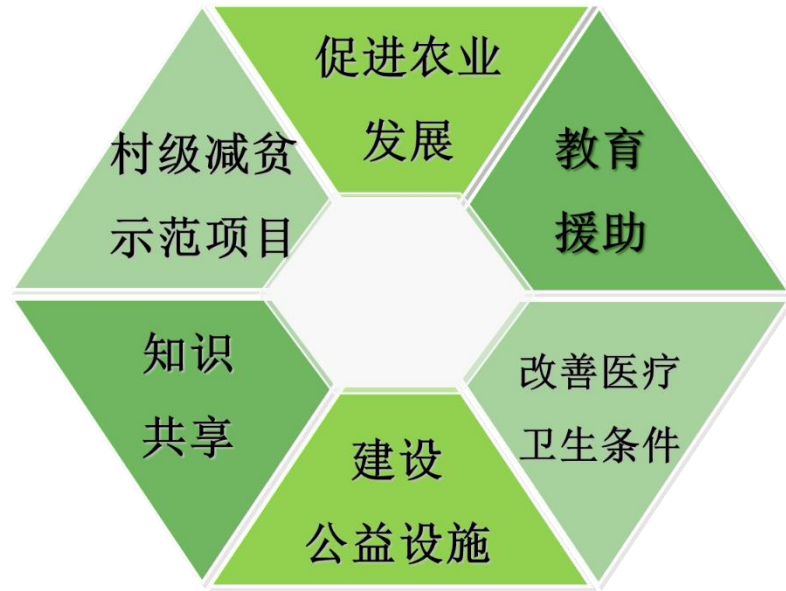 促进农业
发展
教育
援助
改善医疗
卫生条件
建设
公益设施
知识
共享
村级减贫
示范项目